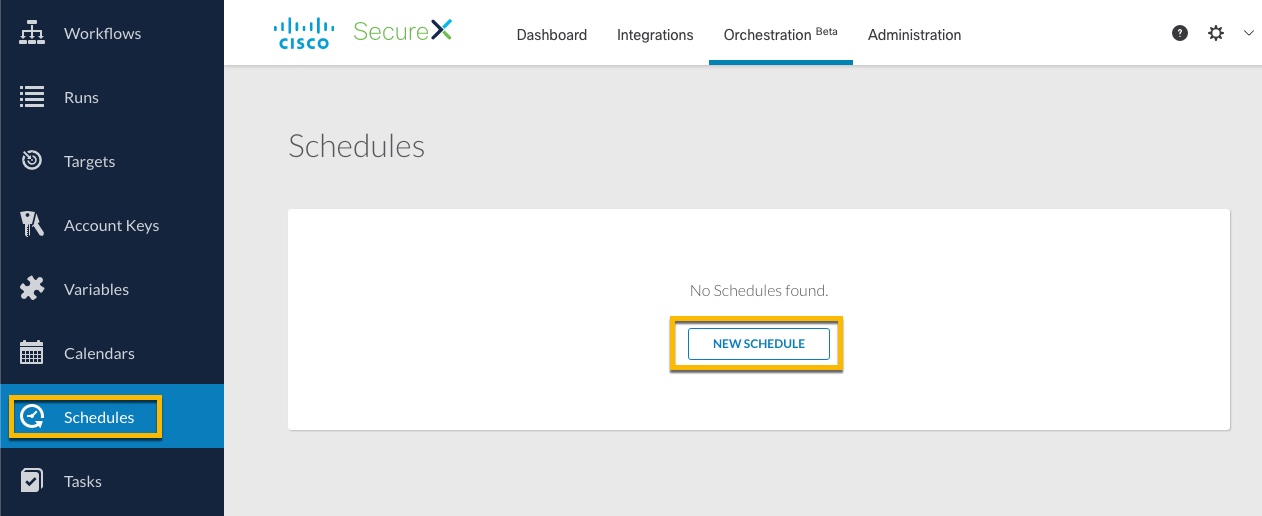 Workflows
Runs
Targets
Account Keys
Variables
Calendars
Schedules
Tasks
CISCO SecureX
Dashboard Integrations Orchestration Beta Administration
?
Schedules
No Schedules found.
NEW SCHEDULE